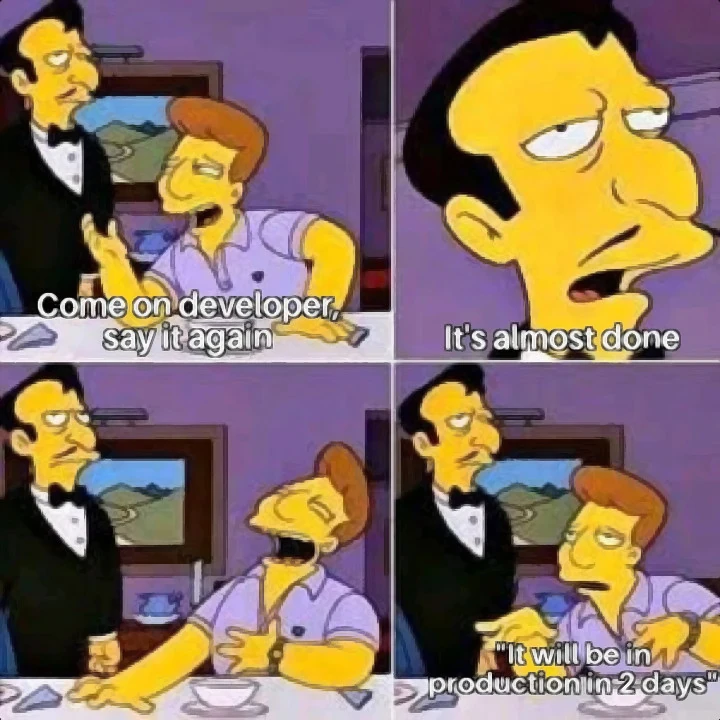 Come on developer,
say it again
It's almost done
"It will be in
production in 2 days"